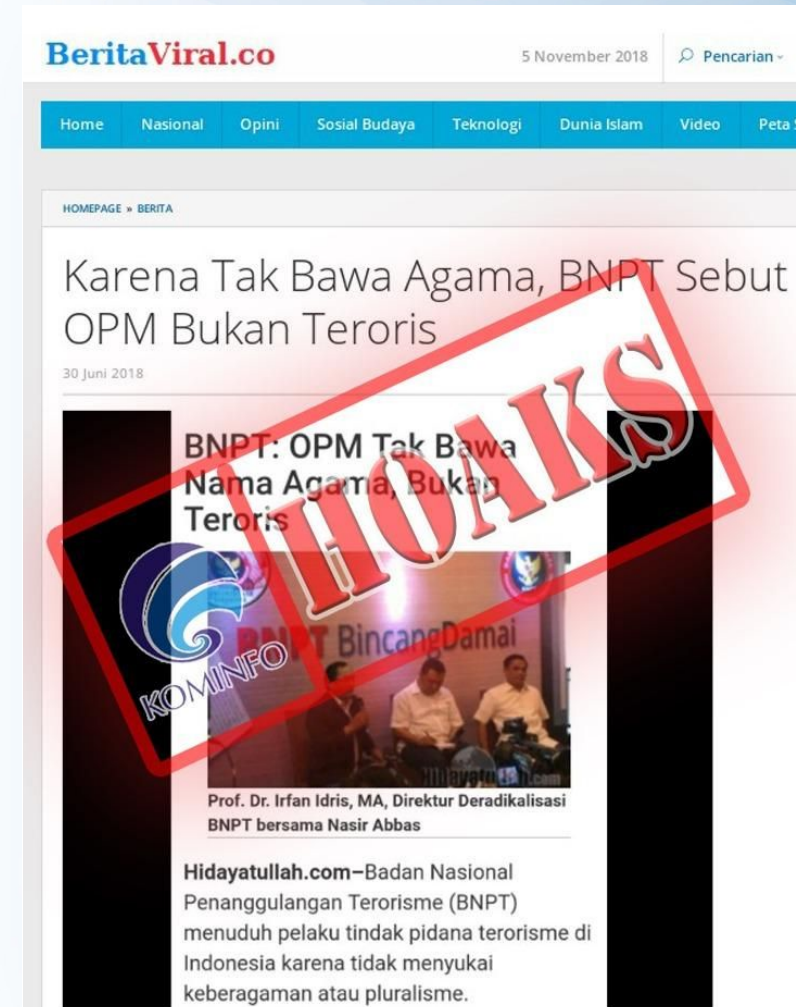 BeritaViral.co
5 November 2018
Pencarian
Home Nasional Opini Sosial Budaya Teknologi Dunia Islam Video Peta
HOMEPAGE » BERITA
Karena Tak Bawa Agama, BNPT Sebut
OPM Bukan Teroris
30 Juni 2018
BNPT: OPM Tak Bawa
Nama Agama, Bukan
Teroris
HOAKS
KOMINFO
BNPT BincangDamai
Hidayatullah.com
Prof. Dr. Irfan Idris, MA, Direktur Deradikalisasi
BNPT bersama Nasir Abbas
Hidayatullah.com–Badan Nasional
Penanggulangan Terorisme (BNPT)
menuduh pelaku tindak pidana terorisme di
Indonesia karena tidak menyukai
keberagaman atau pluralisme.